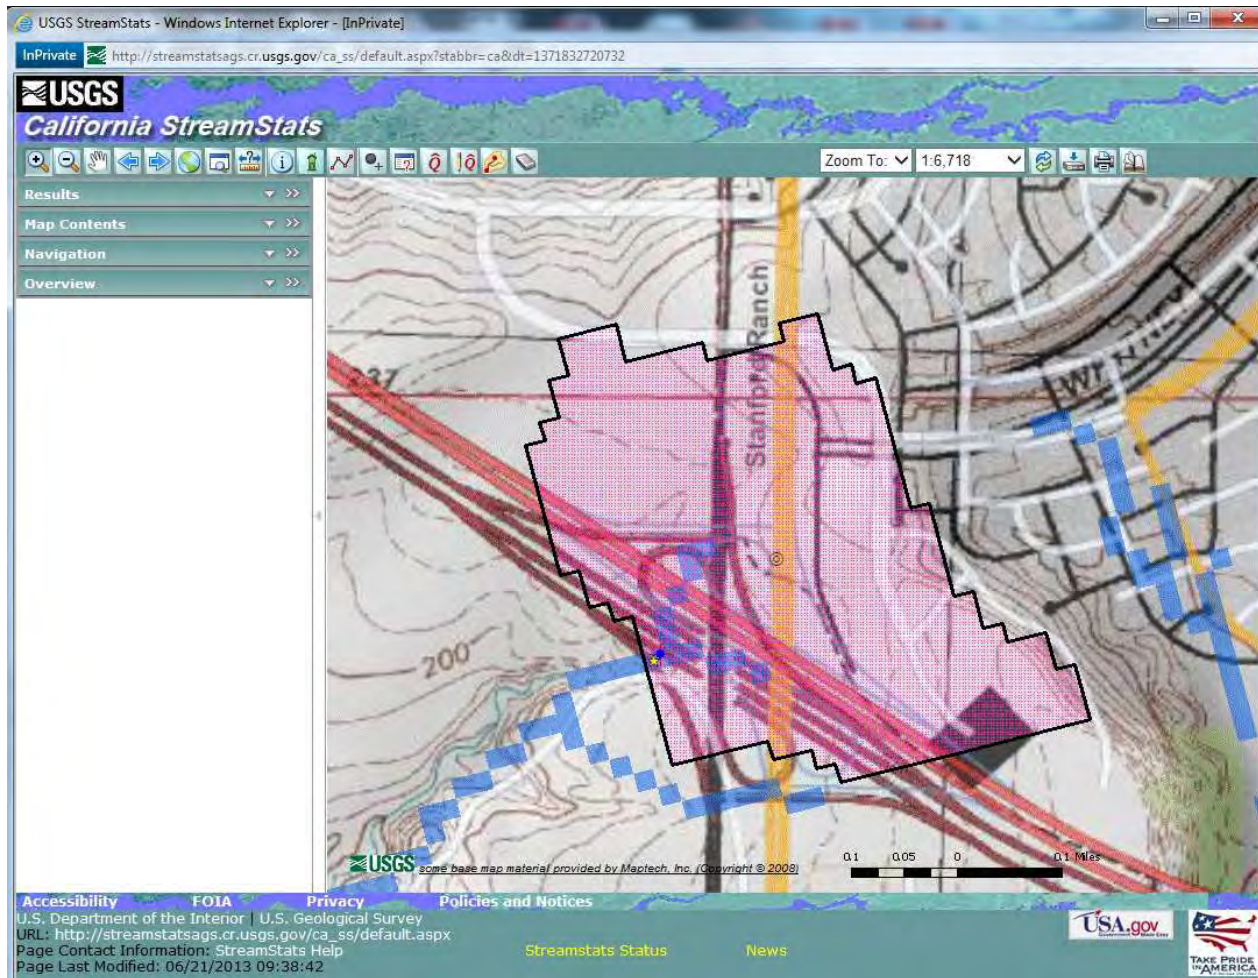 USGS StreamStats - Windows Internet Explorer - [InPrivate]
InPrivate http://streamstatsags.cr.usgs.gov/ca_ss/default.aspx?stabbr=ca&dt=1371832720732
USGS
California StreamStats
Zoom To: 1:6,718
Results
Map Contents
Navigation
Overview
237
Stanford Ranch
200
USGS some base map material provided by Maptech, Inc. (Copyright © 2008)
0.1 0.05 0 0.1 Miles
Accessibility FOIA Privacy Policies and Notices
U.S. Department of the Interior | U.S. Geological Survey
URL: http://streamstatsags.cr.usgs.gov/ca_ss/default.aspx
Page Contact Information: StreamStats Help Streamstats Status News
Page Last Modified: 06/21/2013 09:38:42
USA.gov
TAKE PRIDE
IN AMERICA